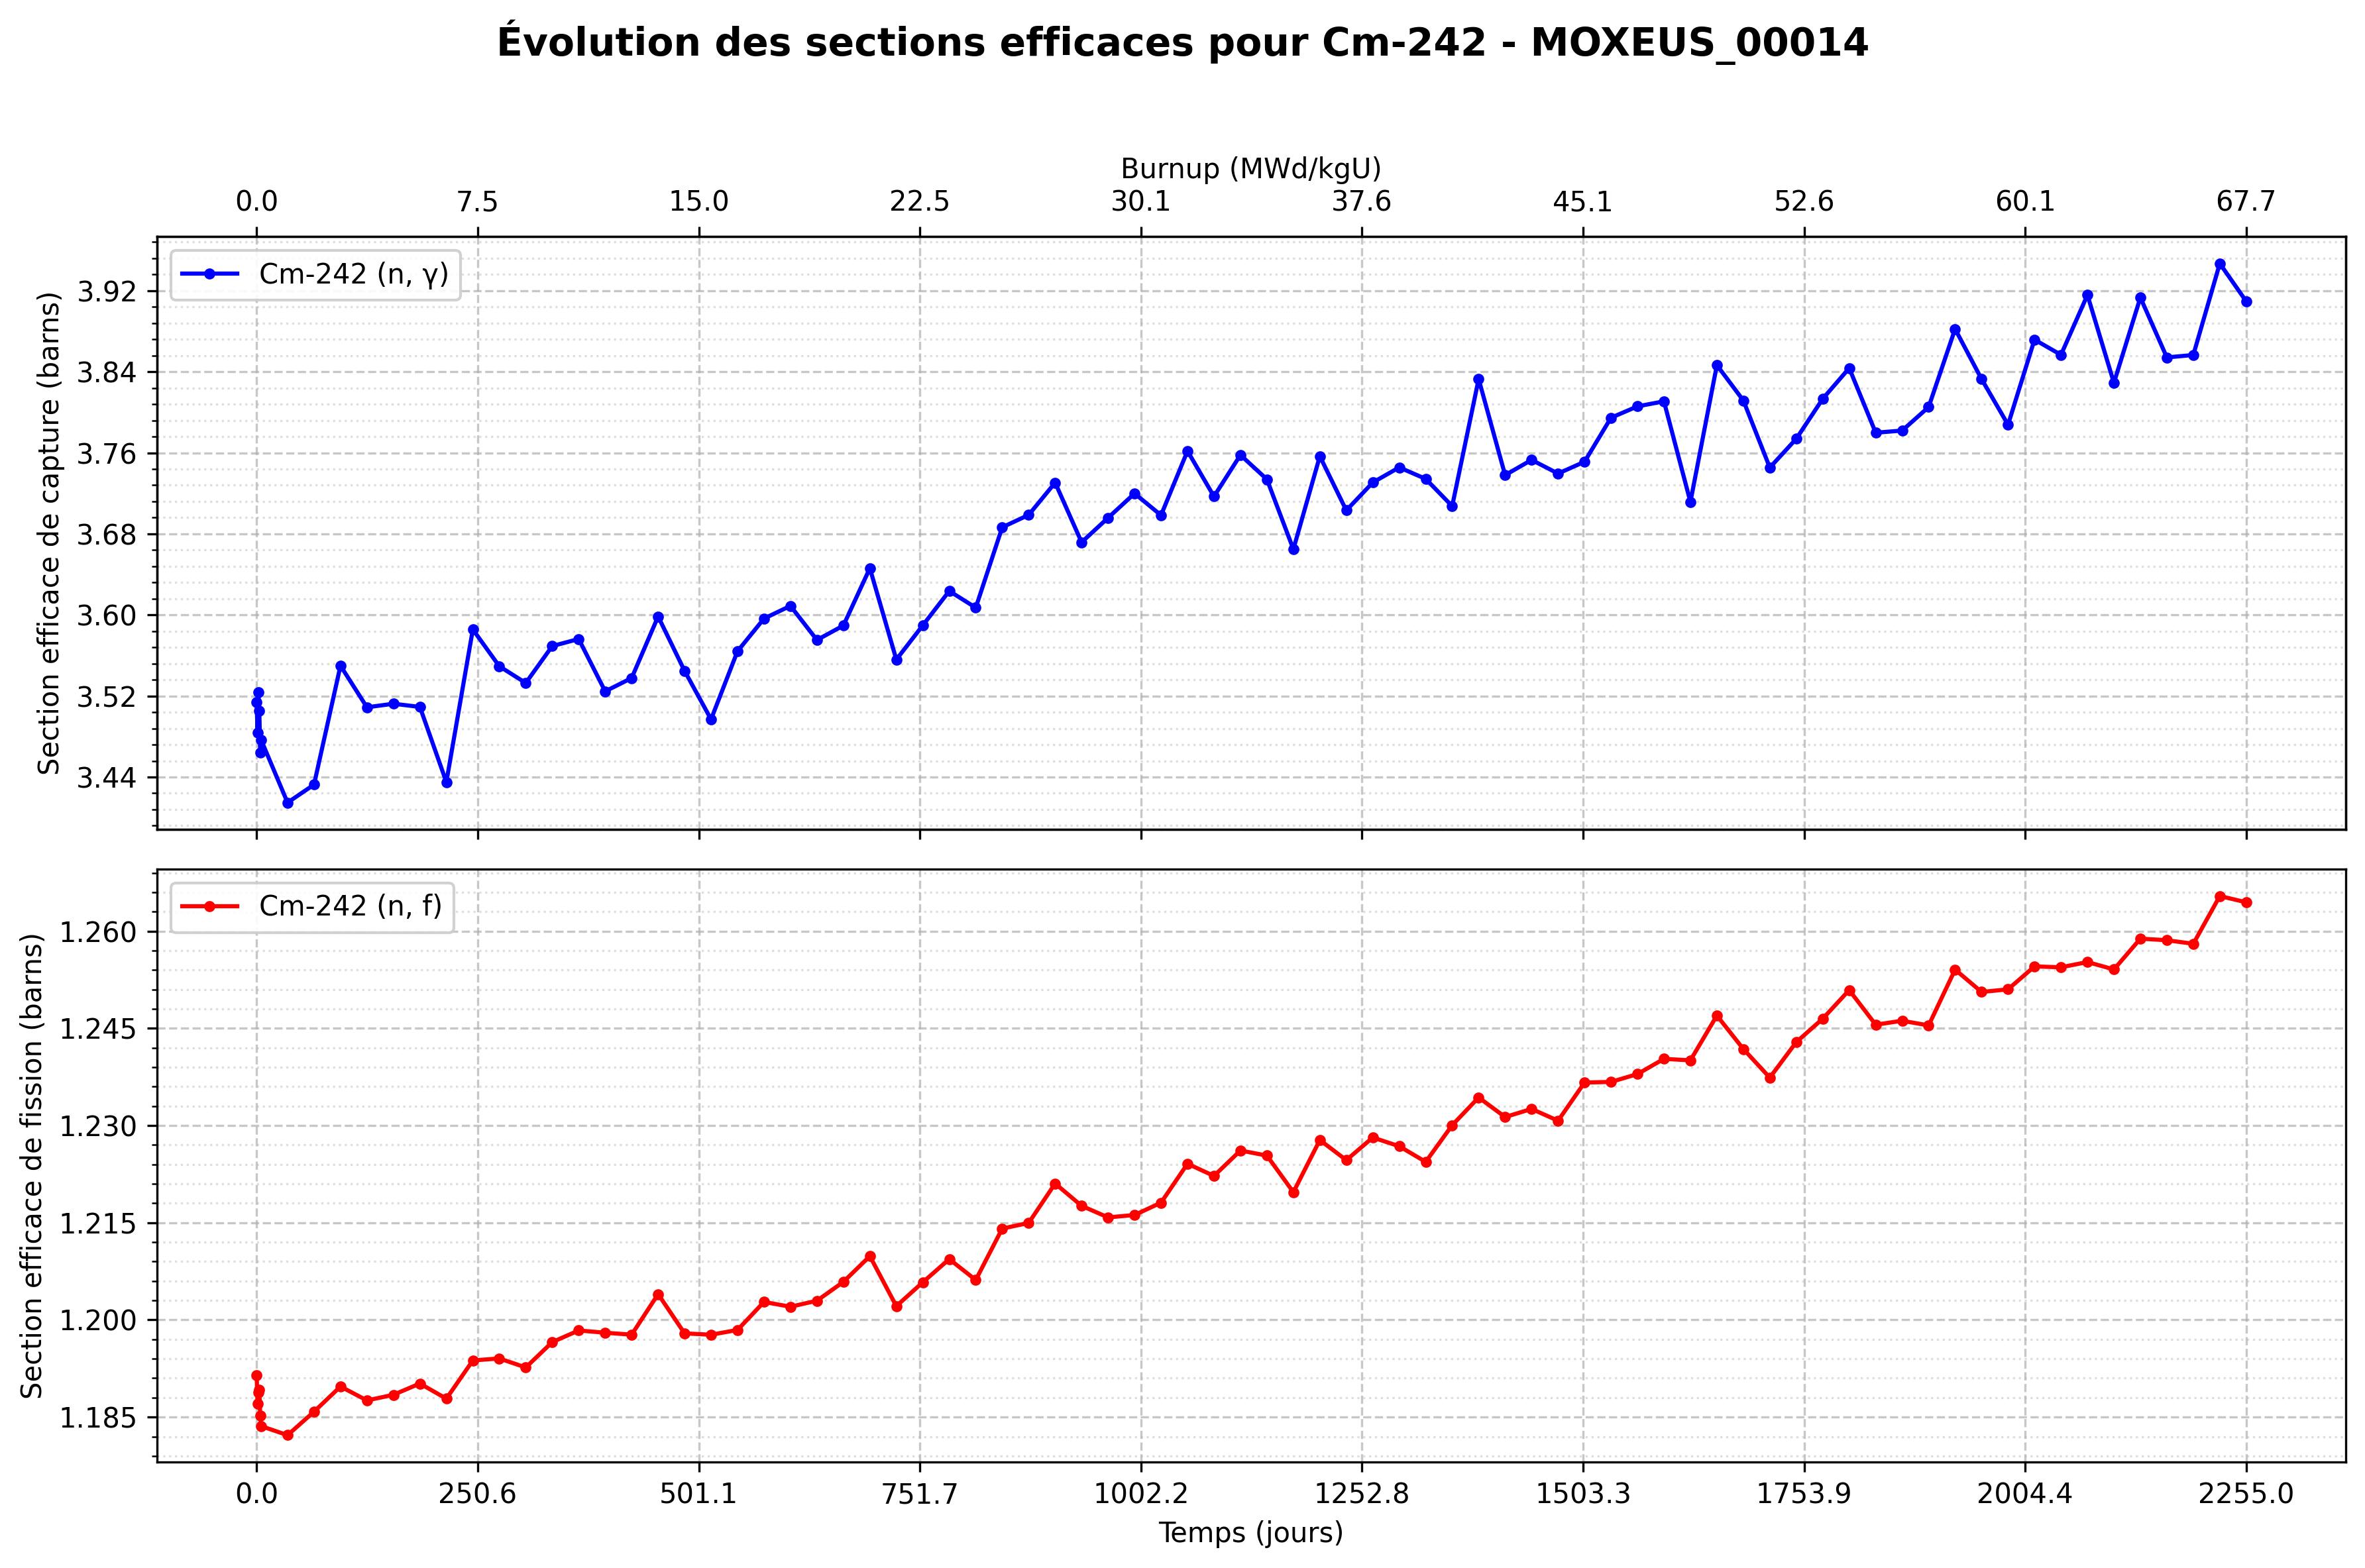 Évolution des sections efficaces pour Cm-242 - MOXEUS_00014
Burnup (MWd/kgU)
0.0 7.5 15.0 22.5 30.1 37.6 45.1 52.6 60.1 67.7
Cm-242 (n, γ)
Section efficace de capture (barns)
3.92
3.84
3.76
3.68
3.60
3.52
3.44
Cm-242 (n, f)
Section efficace de fission (barns)
1.260
1.245
1.230
1.215
1.200
1.185
0.0 250.6 501.1 751.7 1002.2 1252.8 1503.3 1753.9 2004.4 2255.0
Temps (jours)